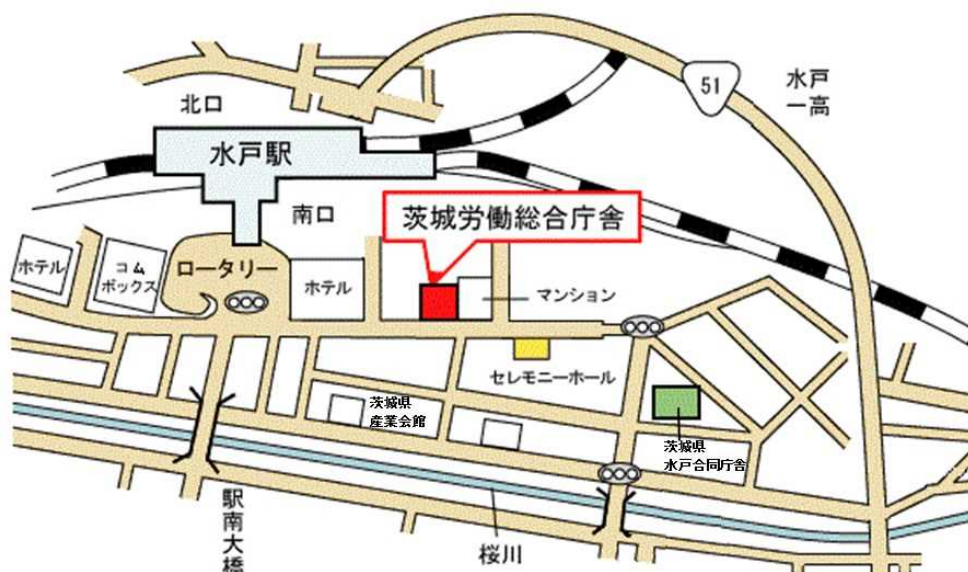 51
水戸
一高
北口
水戸駅
南口
茨城労働総合庁舎
ホテル
コム
ボックス
ロータリー
ホテル
マンション
セレモニーホール
茨城県
産業会館
茨城県
水戸合同庁舎
駅南大橋
桜川